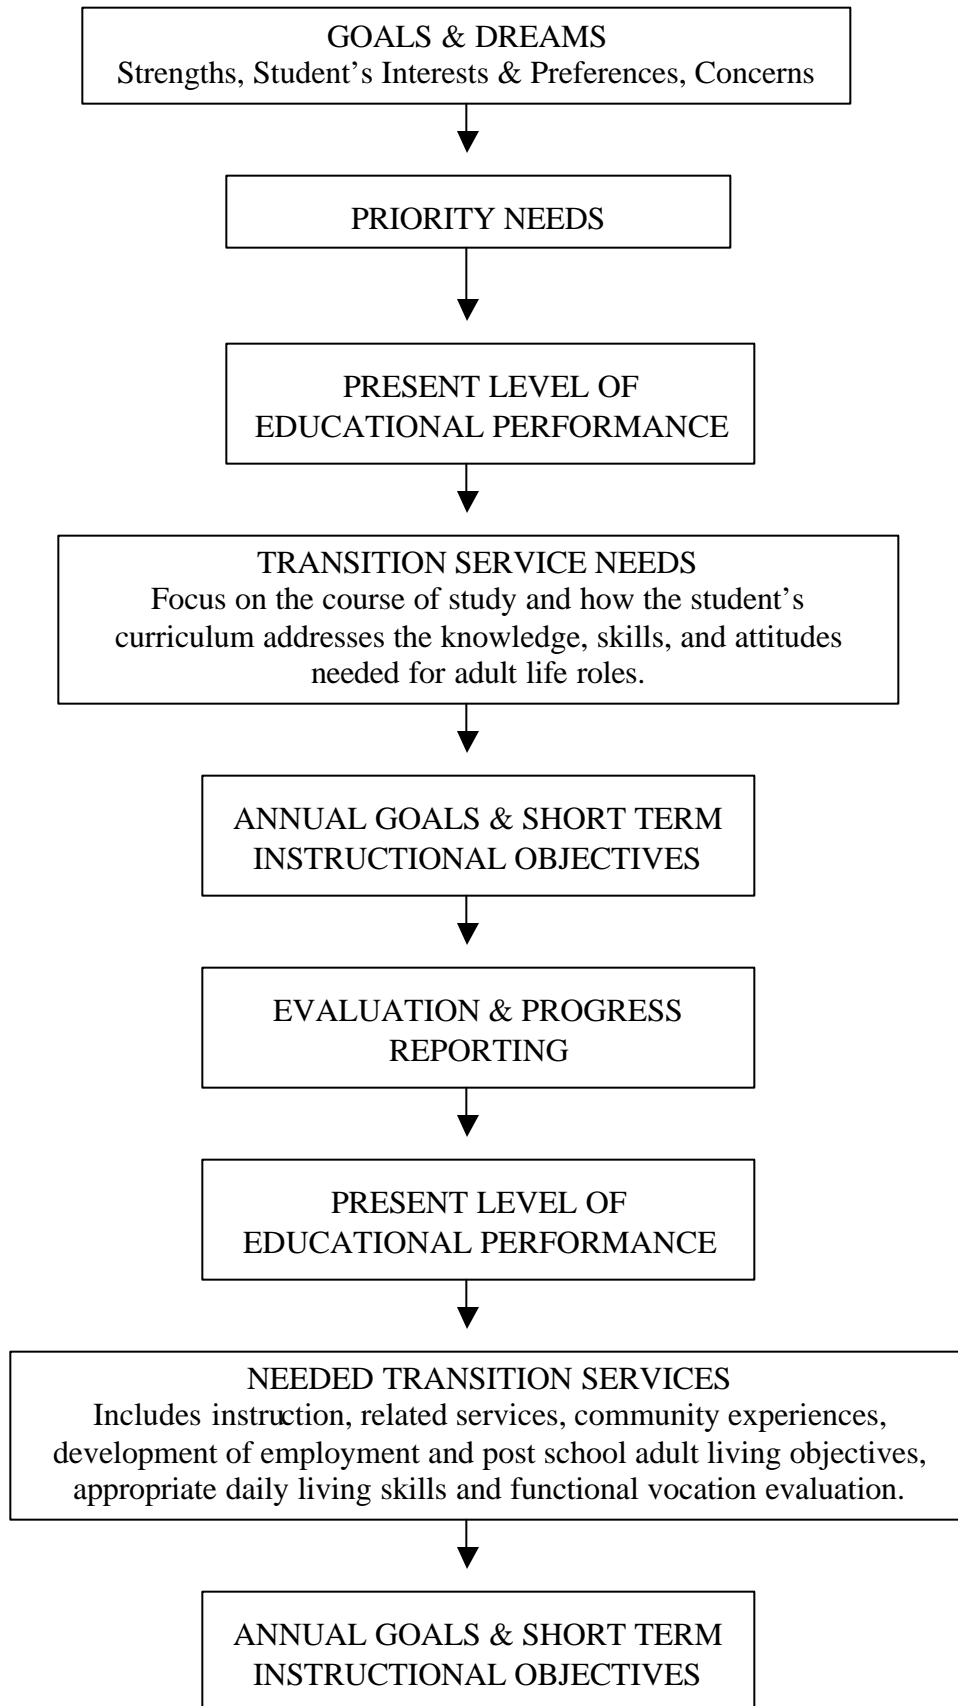 GOALS & DREAMS
Strengths, Student’s Interests & Preferences, Concerns
PRIORITY NEEDS
PRESENT LEVEL OF
EDUCATIONAL PERFORMANCE
TRANSITION SERVICE NEEDS
Focus on the course of study and how the student’s
curriculum addresses the knowledge, skills, and attitudes
needed for adult life roles.
ANNUAL GOALS & SHORT TERM
INSTRUCTIONAL OBJECTIVES
EVALUATION & PROGRESS
REPORTING
PRESENT LEVEL OF
EDUCATIONAL PERFORMANCE
NEEDED TRANSITION SERVICES
Includes instruction, related services, community experiences,
development of employment and post school adult living objectives,
appropriate daily living skills and functional vocation evaluation.
ANNUAL GOALS & SHORT TERM
INSTRUCTIONAL OBJECTIVES